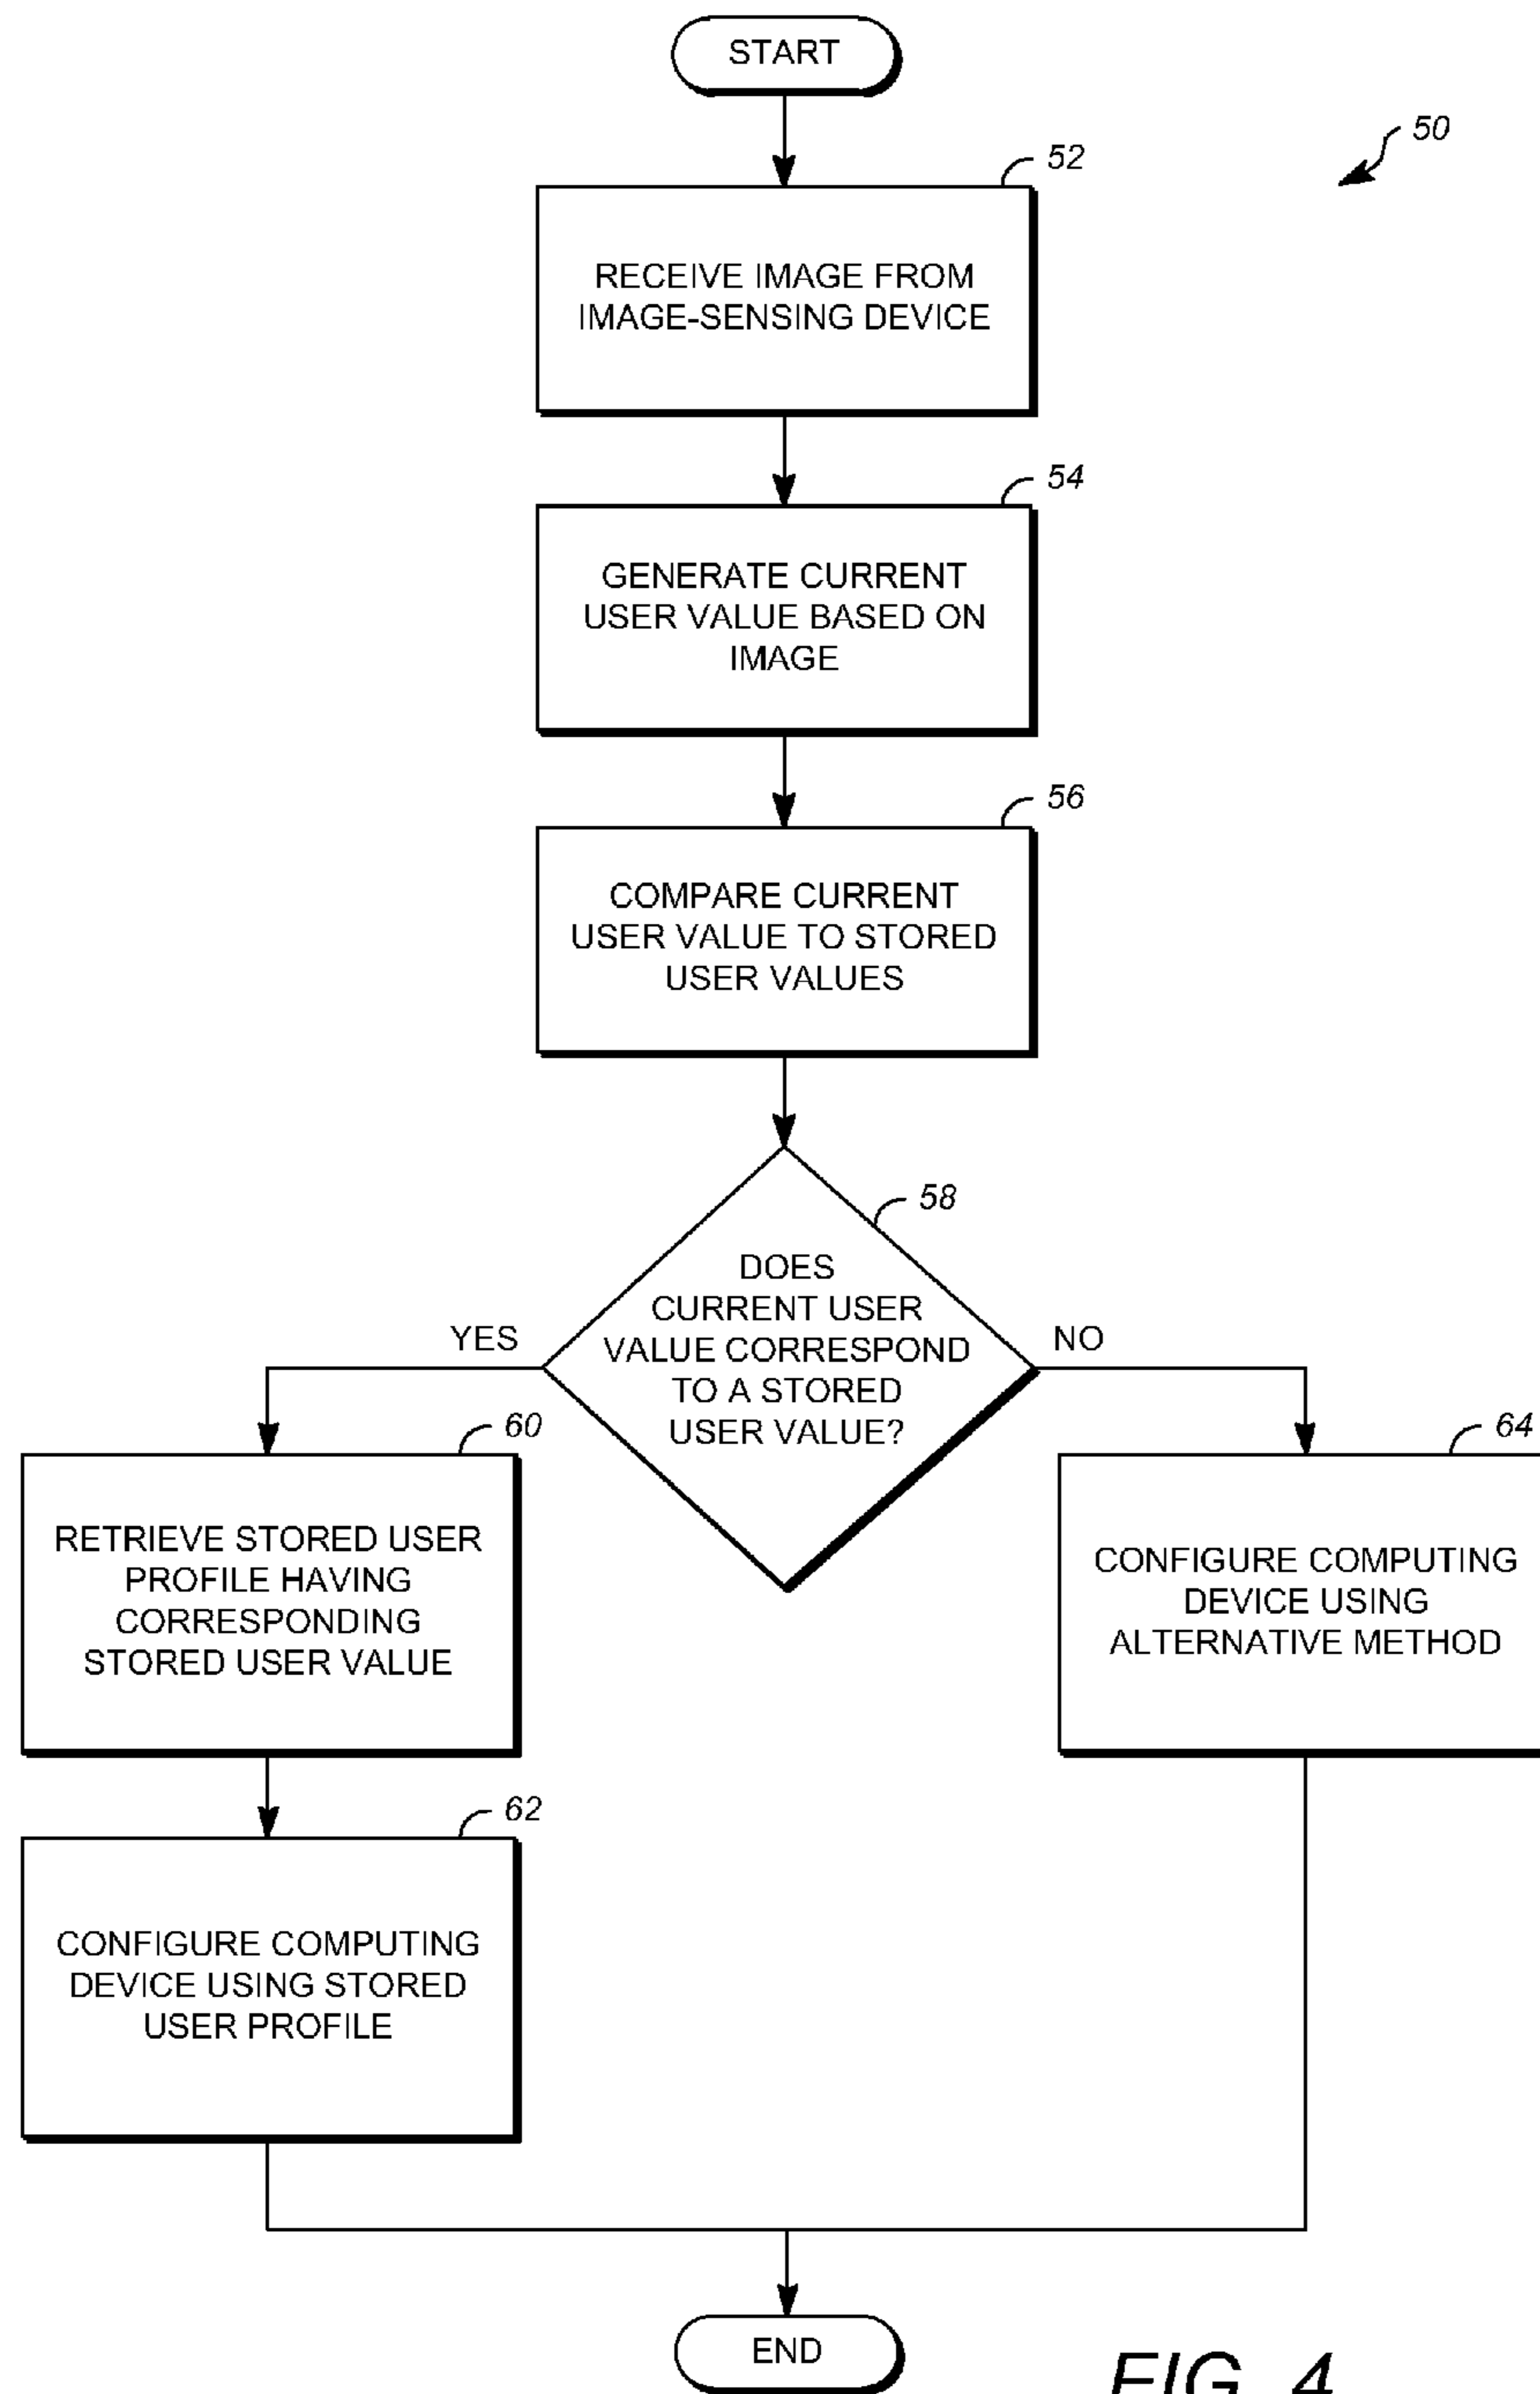 START
50
52
RECEIVE IMAGE FROM
IMAGE-SENSING DEVICE
54
GENERATE CURRENT
USER VALUE BASED ON
IMAGE
56
COMPARE CURRENT
USER VALUE TO STORED
USER VALUES
58
DOES
CURRENT USER
VALUE CORRESPOND
TO A STORED
USER VALUE?
YES
NO
60
RETRIEVE STORED USER
PROFILE HAVING
CORRESPONDING
STORED USER VALUE
64
CONFIGURE COMPUTING
DEVICE USING
ALTERNATIVE METHOD
62
CONFIGURE COMPUTING
DEVICE USING STORED
USER PROFILE
END
FIG. 4